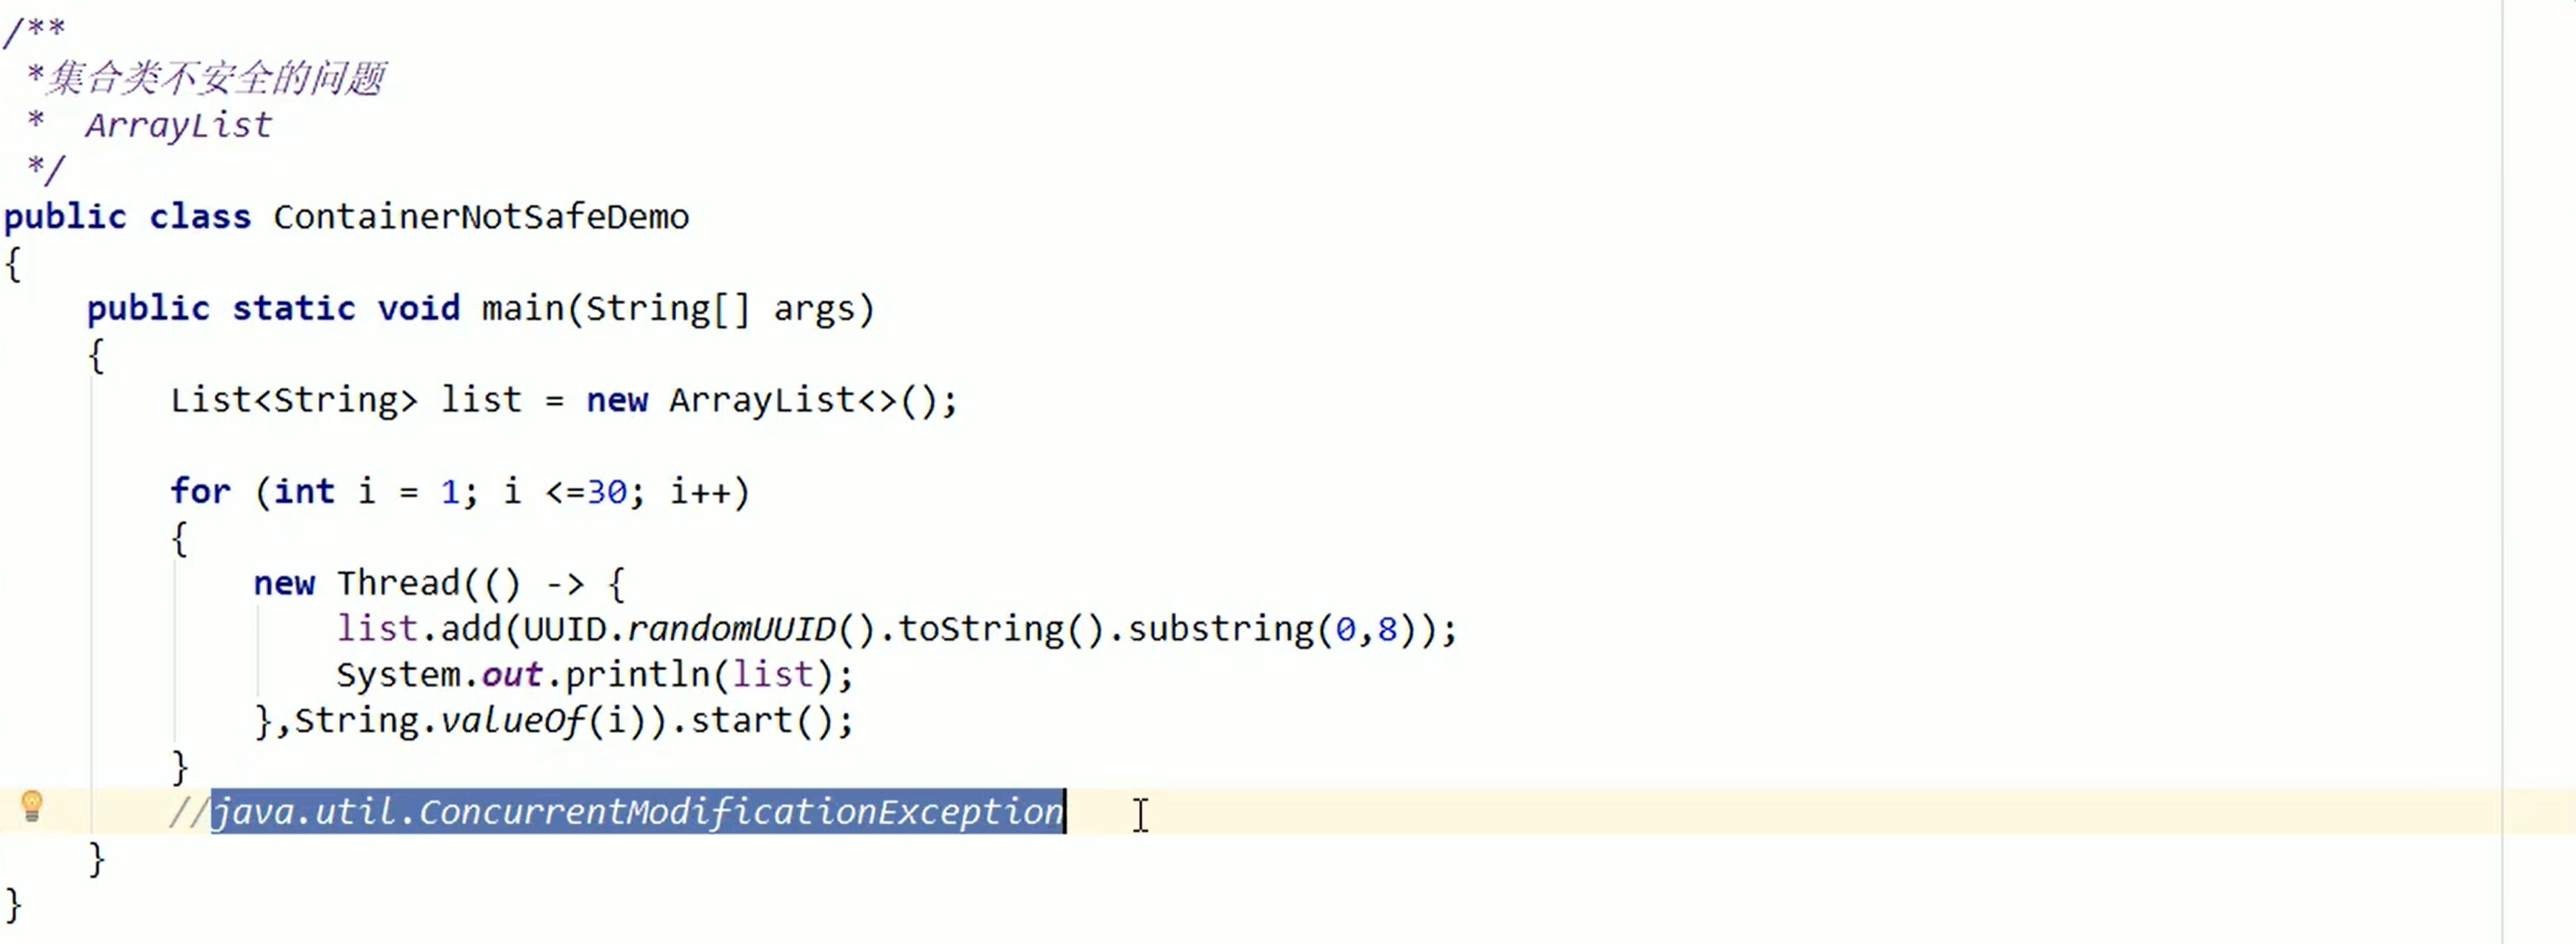 /**
 *集合类不安全的问题
 *  ArrayList
 */
public class ContainerNotSafeDemo
{
    public static void main(String[] args)
    {
        List<String> list = new ArrayList<>();

        for (int i = 1; i <=30; i++)
        {
            new Thread(() -> {
                list.add(UUID.randomUUID().toString().substring(0,8));
                System.out.println(list);
            },String.valueOf(i)).start();
        }
        //java.util.ConcurrentModificationException
    }
}